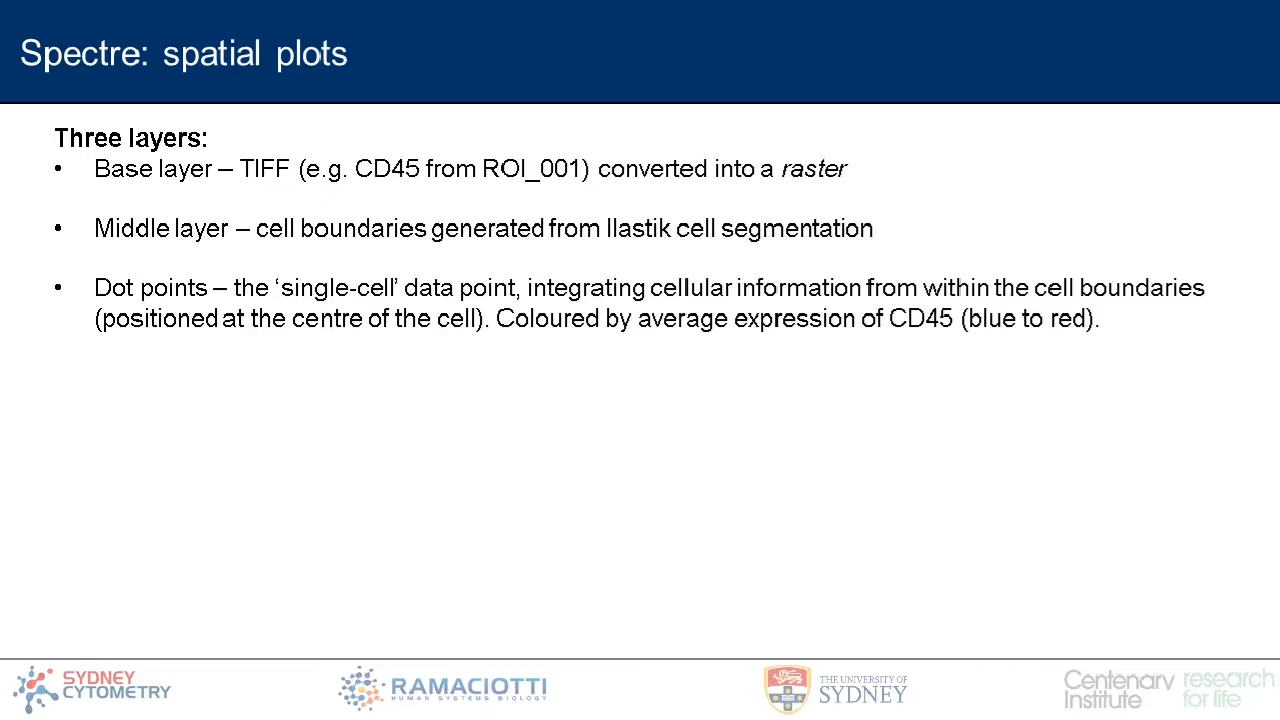 Spectre: spatial plots
Three layers:
• Base layer – TIFF (e.g. CD45 from ROI_001) converted into a raster
• Middle layer – cell boundaries generated from Ilastik cell segmentation
• Dot points – the ‘single-cell’ data point, integrating cellular information from within the cell boundaries
(positioned at the centre of the cell). Coloured by average expression of CD45 (blue to red).
SYDNEY
CYTOMETRY
RAMACIOTTI
HUMAN SYSTEMS BIOLOGY
THE UNIVERSITY OF
SYDNEY
Centenary
Institute
research
for life